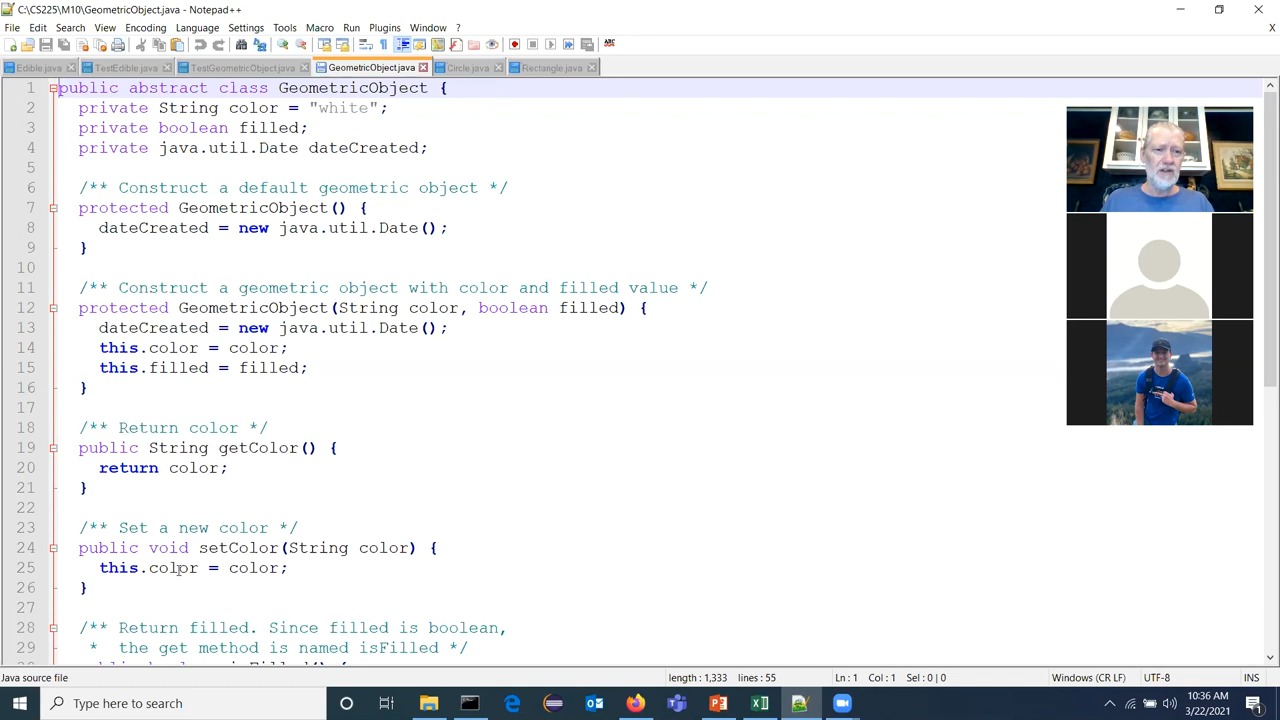 C:\CS225\M10\GeometricObject.java - Notepad++
File Edit Search View Encoding Language Settings Tools Macro Run Plugins Window ? X
Edible.java TestEdible.java TestGeometricObject.java GeometricObject.java Circle.java Rectangle.java
1 public abstract class GeometricObject {
2 private String color = "white";
3 private boolean filled;
4 private java.util.Date dateCreated;
5
6 /** Construct a default geometric object */
7 protected GeometricObject() {
8 dateCreated = new java.util.Date();
9 }
10
11 /** Construct a geometric object with color and filled value */
12 protected GeometricObject(String color, boolean filled) {
13 dateCreated = new java.util.Date();
14 this.color = color;
15 this.filled = filled;
16 }
17
18 /** Return color */
19 public String getColor() {
20 return color;
21 }
22
23 /** Set a new color */
24 public void setColor(String color) {
25 this.color = color;
26 }
27
28 /** Return filled. Since filled is boolean,
29 * the get method is named isFilled */
Java source file length : 1,333 lines : 55 Ln : 1 Col : 1 Sel : 0 | 0 Windows (CR LF) UTF-8 INS
Type here to search
10:36 AM
3/22/2021